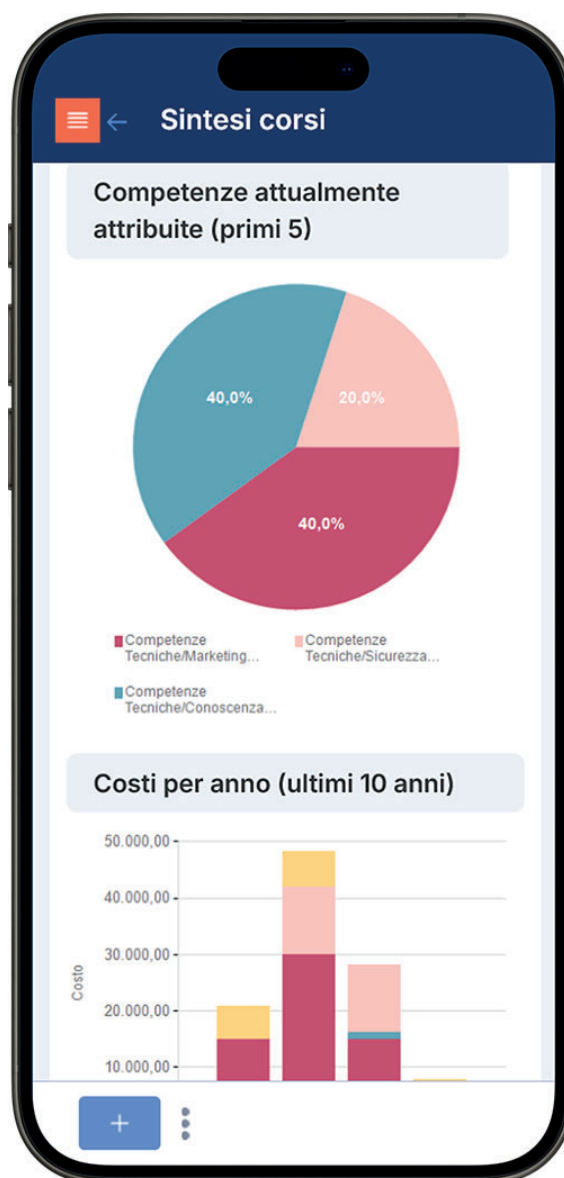 Sintesi corsi
Competenze attualmente
attribuite (primi 5)
40,0%
20,0%
40,0%
Competenze
Tecniche/Marketing...
Competenze
Tecniche/Sicurezza...
Competenze
Tecniche/Conoscenza...
Costi per anno (ultimi 10 anni)
50.000,00
40.000,00
30.000,00
20.000,00
10.000,00
Costo
+